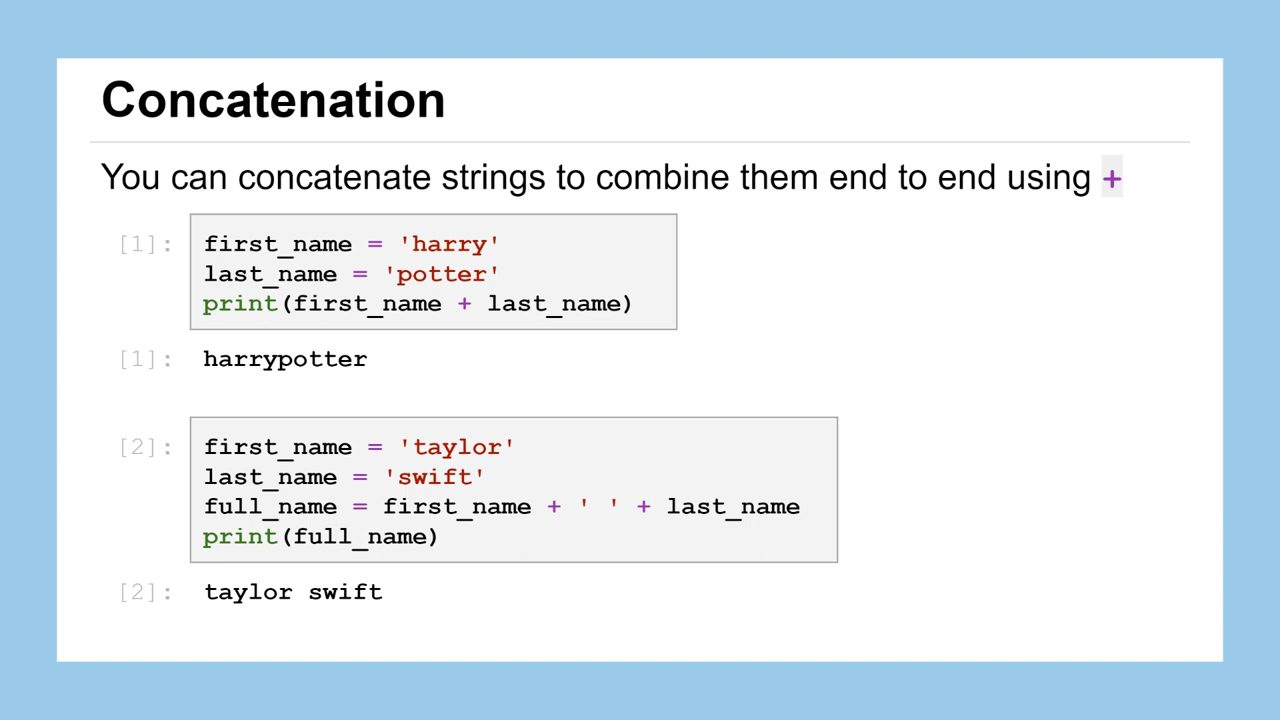 Concatenation
You can concatenate strings to combine them end to end using +
[1]: first_name = 'harry'
last_name = 'potter'
print(first_name + last_name)
[1]: harrypotter
[2]: first_name = 'taylor'
last_name = 'swift'
full_name = first_name + ' ' + last_name
print(full_name)
[2]: taylor swift